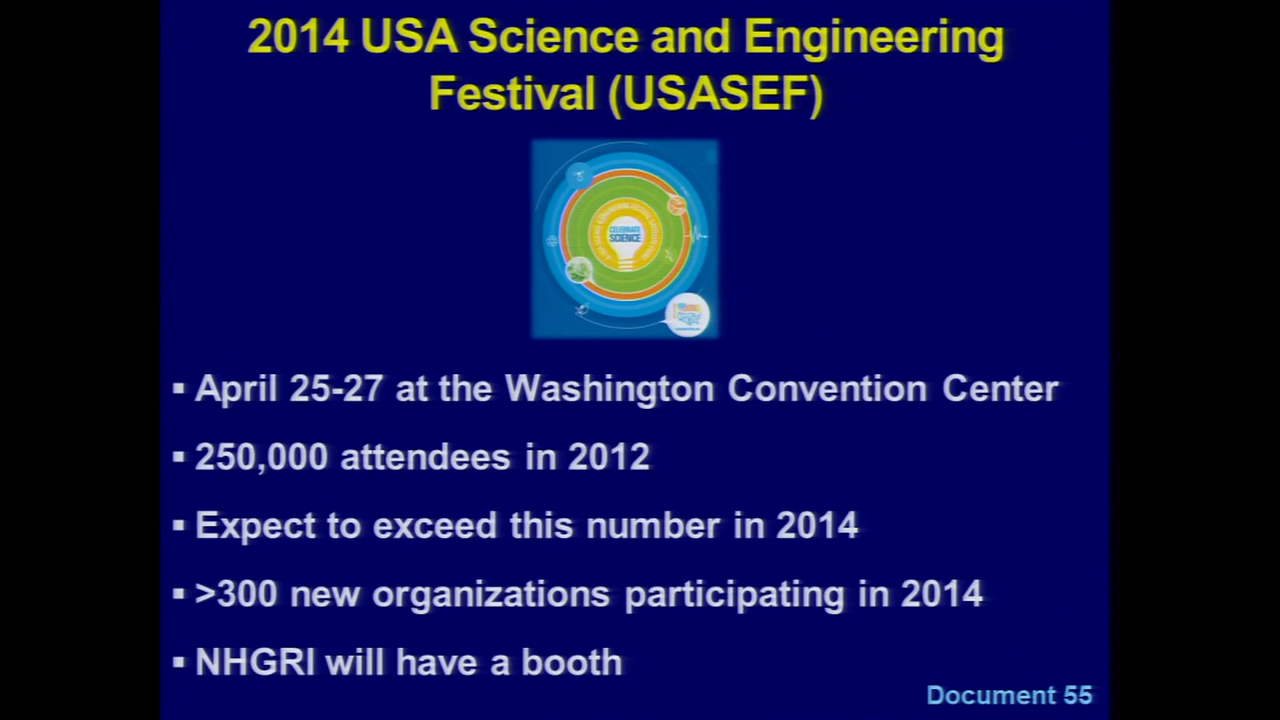 2014 USA Science and Engineering
Festival (USASEF)
CELEBRATE
SCIENCE
▪ April 25-27 at the Washington Convention Center
▪ 250,000 attendees in 2012
▪ Expect to exceed this number in 2014
▪ >300 new organizations participating in 2014
▪ NHGRI will have a booth
Document 55